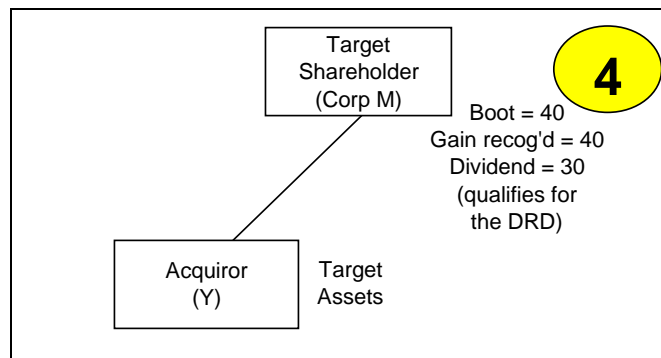 Target
Shareholder
(Corp M)
4
Boot = 40
Gain recog'd = 40
Dividend = 30
(qualifies for
the DRD)
Acquiror
(Y)
Target
Assets